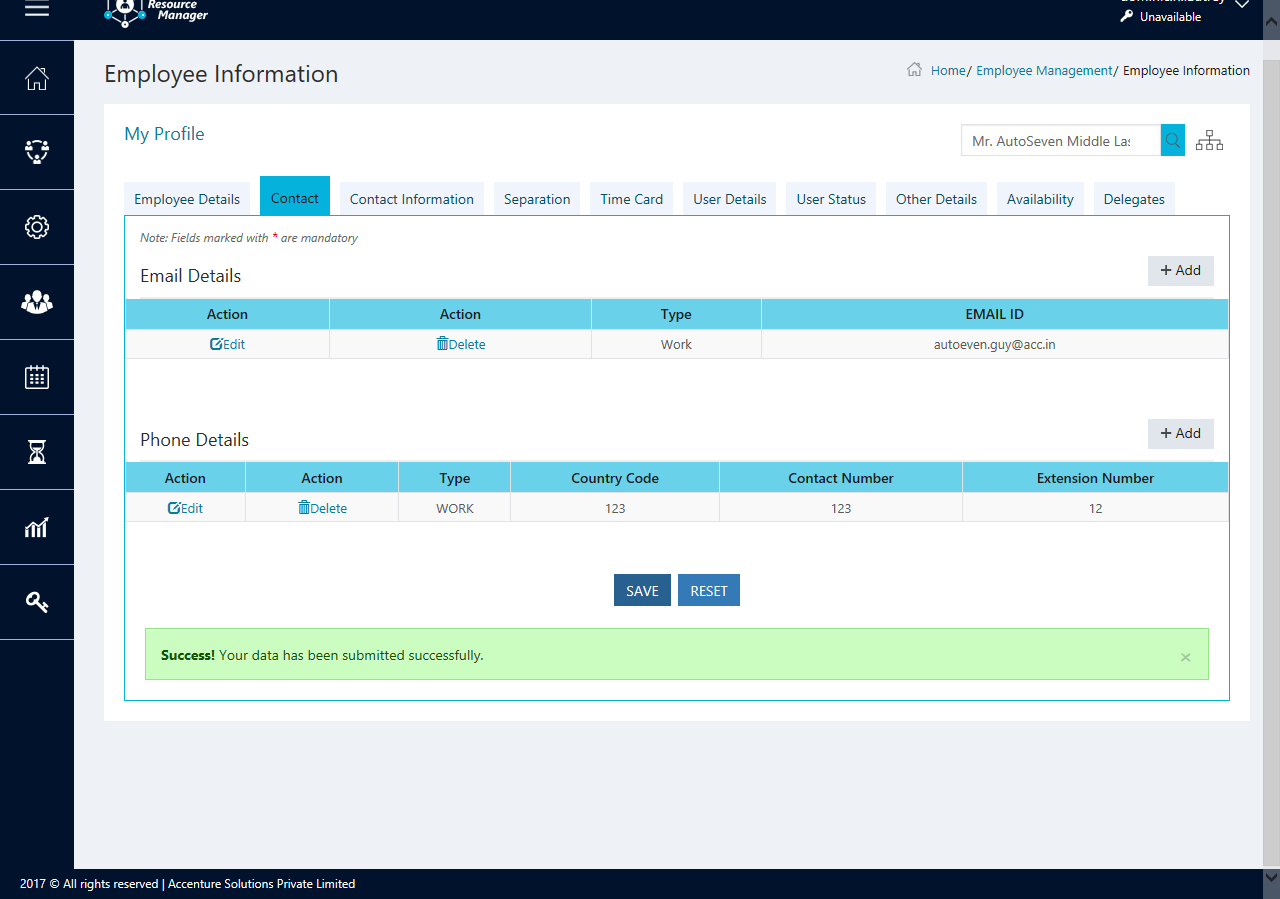 Resource
Manager
Unavailable
Employee Information
Home/ Employee Management/ Employee Information
My Profile
Mr. AutoSeven Middle Las
Employee Details Contact Contact Information Separation Time Card User Details User Status Other Details Availability Delegates
Note: Fields marked with * are mandatory
Email Details
+ Add
Action Action Type EMAIL ID
Edit Delete Work autoeven.guy@acc.in
Phone Details
+ Add
Action Action Type Country Code Contact Number Extension Number
Edit Delete WORK 123 123 12
SAVE RESET
Success! Your data has been submitted successfully.
×
2017 © All rights reserved | Accenture Solutions Private Limited